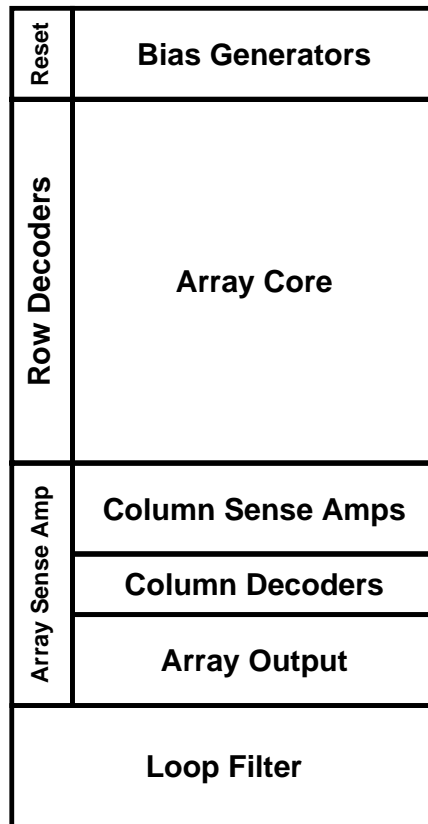 Reset
Bias Generators
Row Decoders
Array Core
Array Sense Amp
Column Sense Amps
Column Decoders
Array Output
Loop Filter